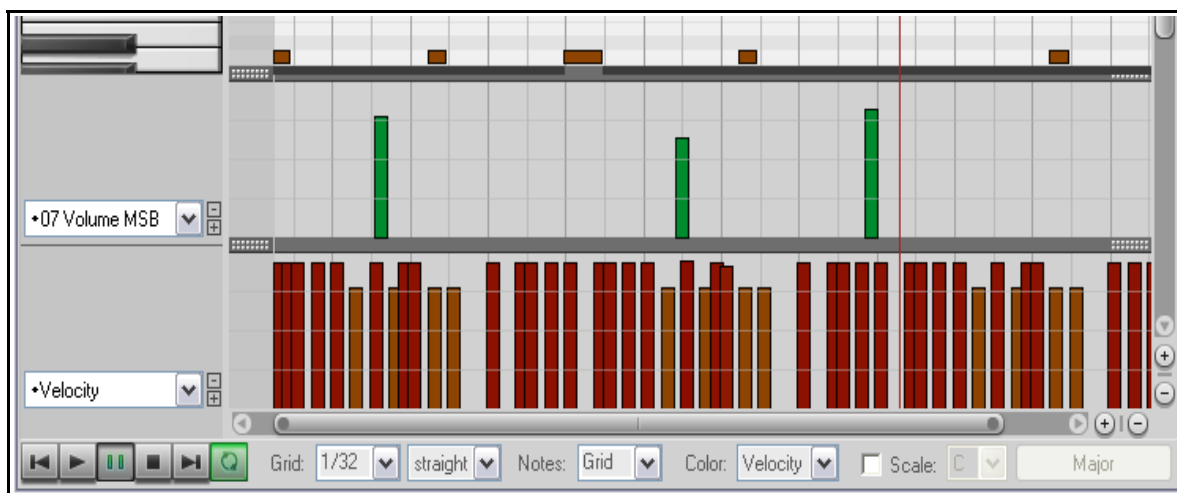 •07 Volume MSB
•Velocity
Grid: 1/32 straight Notes: Grid Color: Velocity Scale: C Major